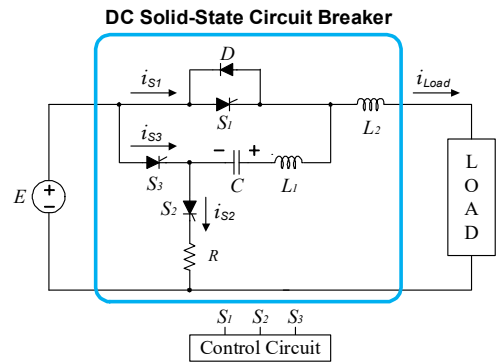 DC Solid-State Circuit Breaker
D
iS1
iLoad
S1
L2
iS3
− +
S3
C
L1
E
+
−
S2
iS2
R
L
O
A
D
S1 S2 S3
Control Circuit